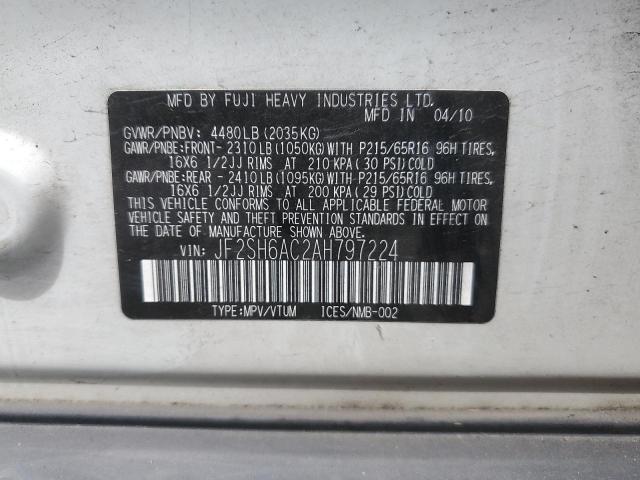 MFD BY FUJI HEAVY INDUSTRIES LTD.
MFD IN 04/10
GVWR/PNBV: 4480LB(2035KG)
GAWR/PNBE:FRONT- 2310LB(1050KG)WITH P215/65R16 96H TIRES,
16X6 1/2JJ RIMS AT 210 KPA(30 PSI)COLD
GAWR/PNBE:REAR - 2410LB(1095KG)WITH P215/65R16 96H TIRES,
16X6 1/2JJ RIMS AT 200 KPA(29 PSI)COLD
THIS VEHICLE CONFORMS TO ALL APPLICABLE FEDERAL MOTOR
VEHICLE SAFETY AND THEFT PREVENTION STANDARDS IN EFFECT ON
THE DATE OF MANUFACTURE SHOWN ABOVE.
VIN: JF2SH6AC2AH797224
TYPE:MPV/VTUM ICES/NMB-002